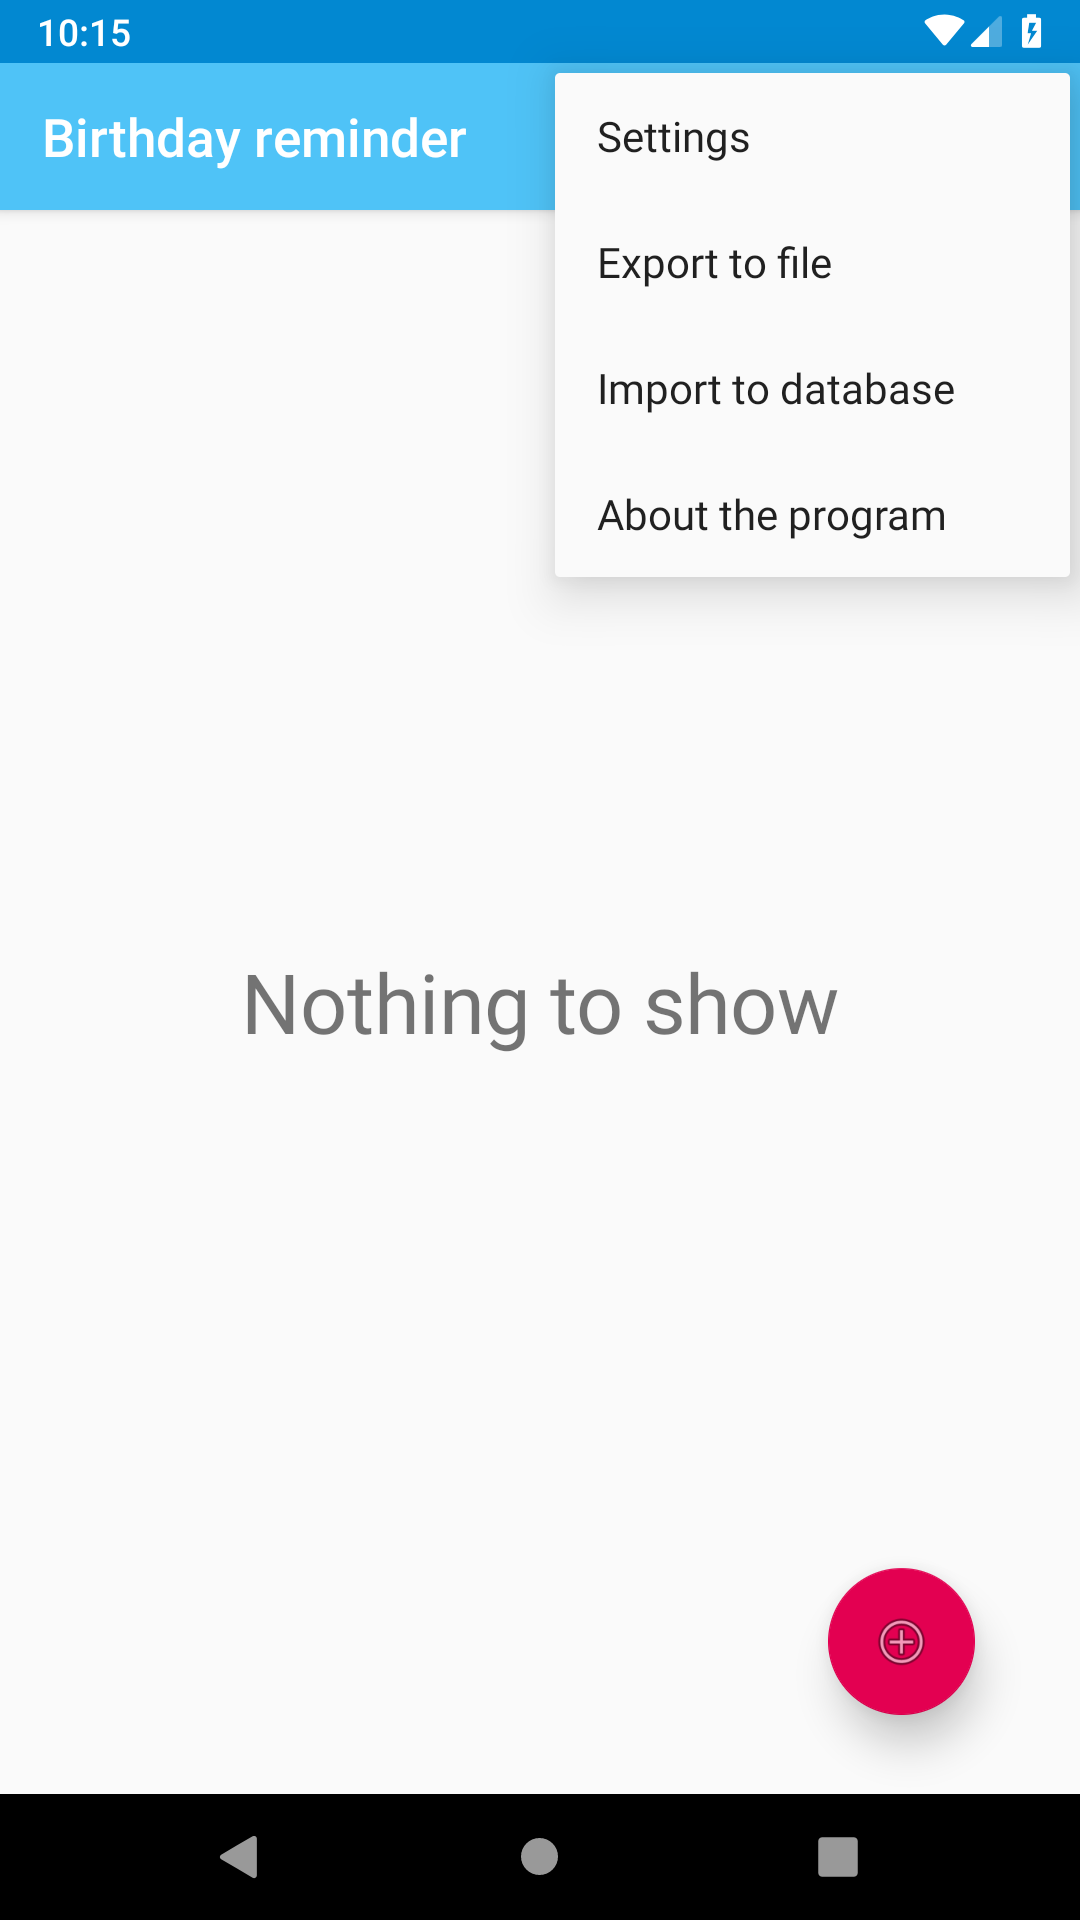 10:15
Birthday reminder
Settings
Export to file
Import to database
About the program
Nothing to show